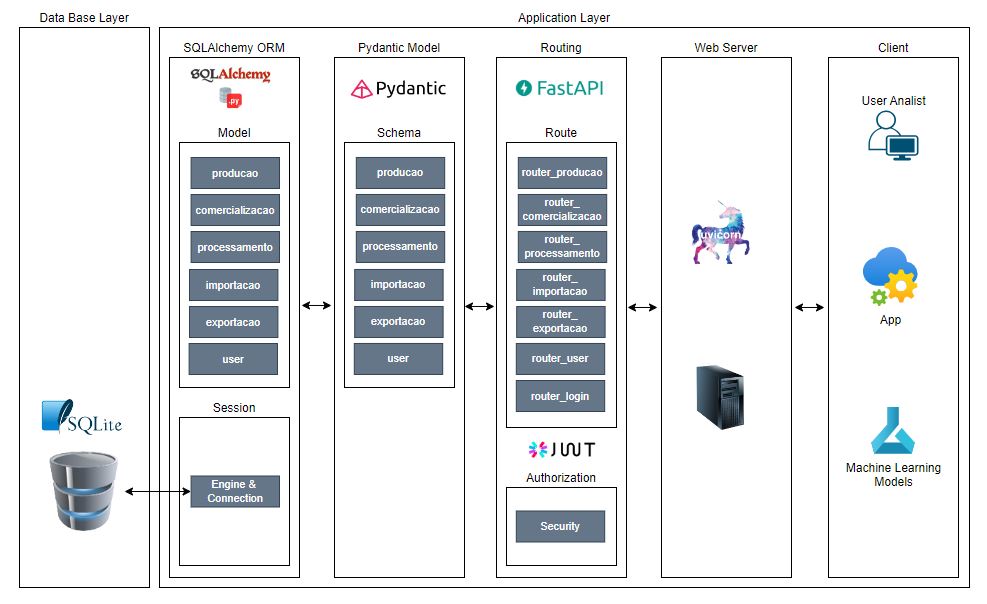 Data Base Layer
Application Layer
SQLAlchemy ORM
SQLAlchemy
.py
Model
producao
comercializacao
processamento
importacao
exportacao
user
Session
Engine &
Connection
SQLite
Pydantic Model
Pydantic
Schema
producao
comercializacao
processamento
importacao
exportacao
user
Routing
FastAPI
Route
router_producao
router_
comercializacao
router_
processamento
router_
importacao
router_
exportacao
router_user
router_login
JWT
Authorization
Security
Web Server
uvicorn
Client
User Analist
App
Machine Learning
Models